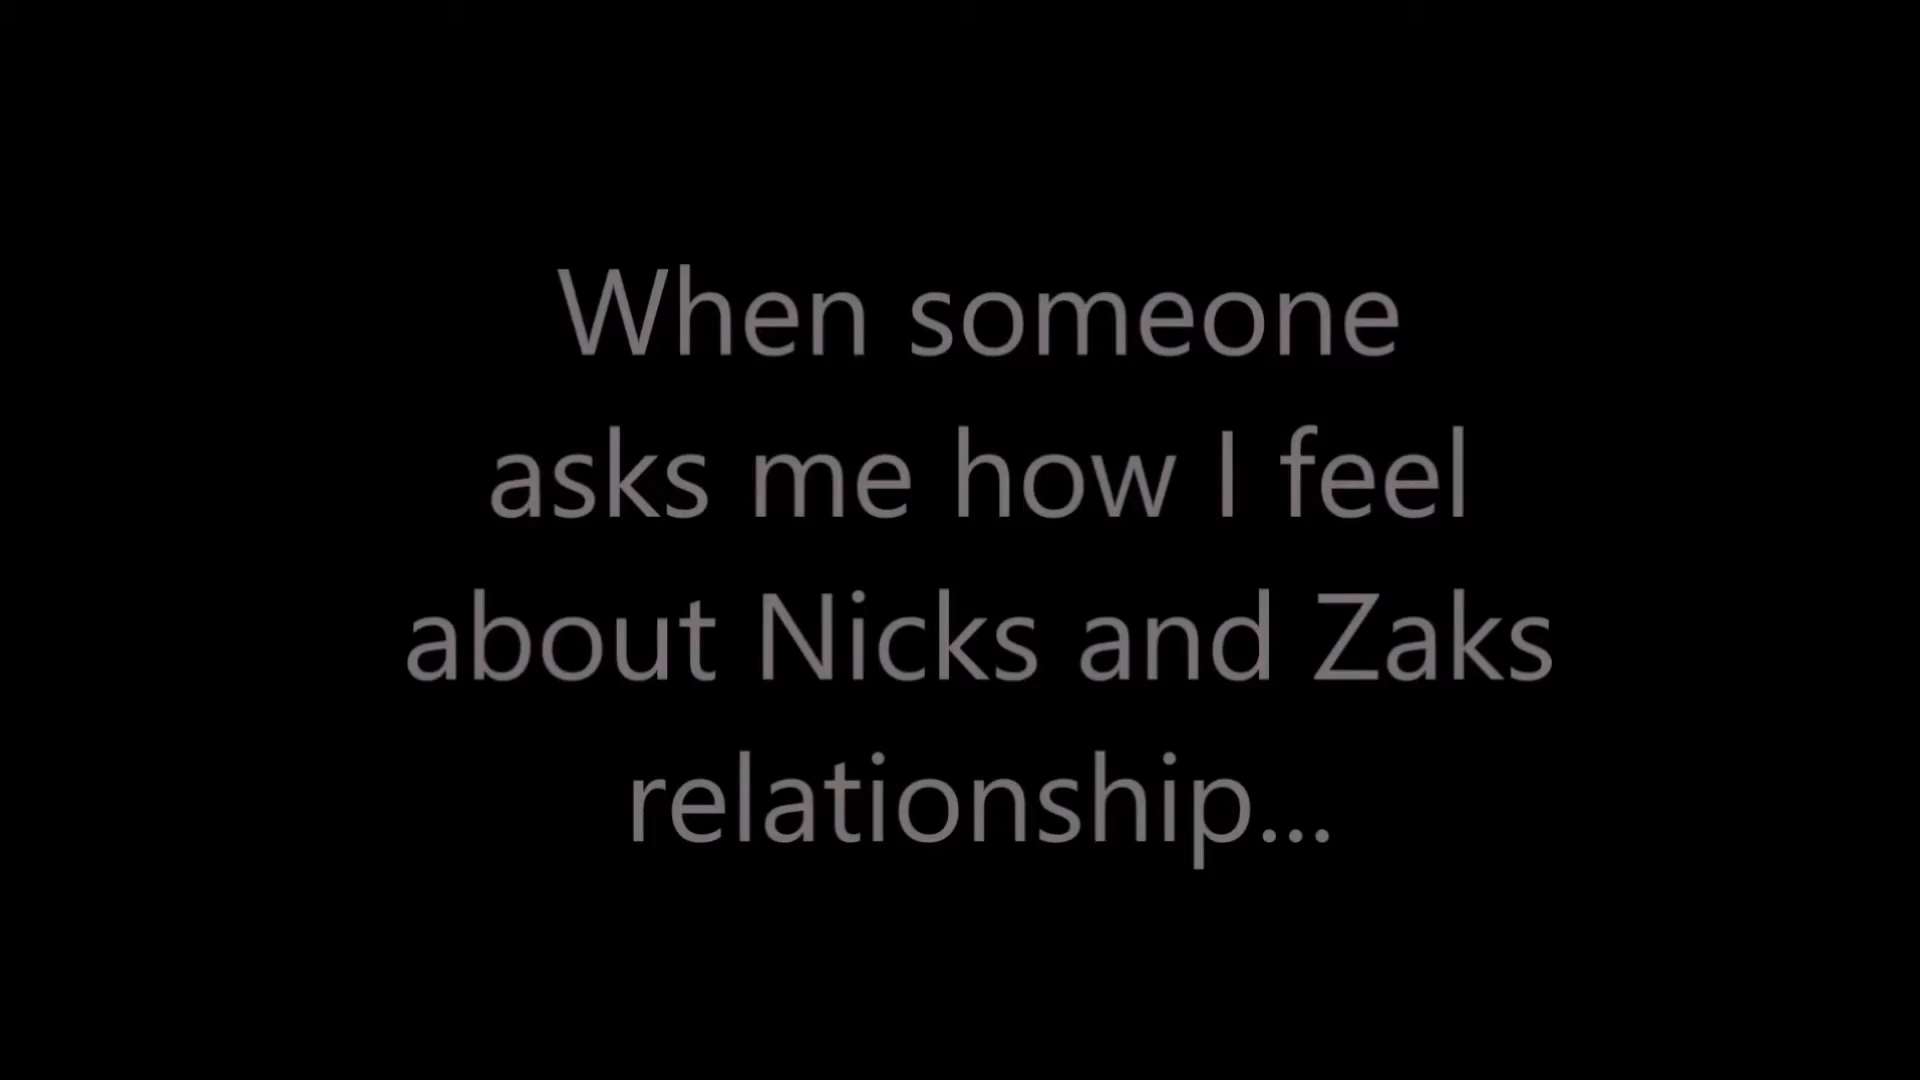 When someone
asks me how I feel
about Nicks and Zaks
relationship...